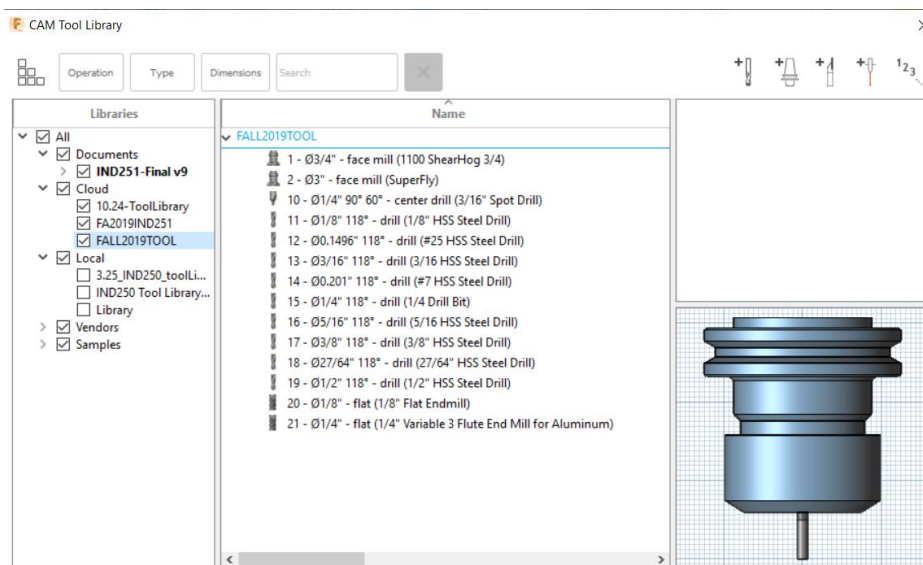 CAM Tool Library
Operation Type Dimensions Search
Libraries
All
Documents
IND251-Final v9
Cloud
10.24-ToolLibrary
FA2019IND251
FALL2019TOOL
Local
3.25_IND250_toolLi...
IND250 Tool Library...
Library
Vendors
Samples
Name
FALL2019TOOL
1 - Ø3/4" - face mill (1100 ShearHog 3/4)
2 - Ø3" - face mill (SuperFly)
10 - Ø1/4" 90° 60° - center drill (3/16" Spot Drill)
11 - Ø1/8" 118° - drill (1/8" HSS Steel Drill)
12 - Ø0.1496" 118° - drill (#25 HSS Steel Drill)
13 - Ø3/16" 118° - drill (3/16 HSS Steel Drill)
14 - Ø0.201" 118° - drill (#7 HSS Steel Drill)
15 - Ø1/4" 118° - drill (1/4 Drill Bit)
16 - Ø5/16" 118° - drill (5/16 HSS Steel Drill)
17 - Ø3/8" 118° - drill (3/8" HSS Steel Drill)
18 - Ø27/64" 118° - drill (27/64" HSS Steel Drill)
19 - Ø1/2" 118° - drill (1/2" HSS Steel Drill)
20 - Ø1/8" - flat (1/8" Flat Endmill)
21 - Ø1/4" - flat (1/4" Variable 3 Flute End Mill for Aluminum)